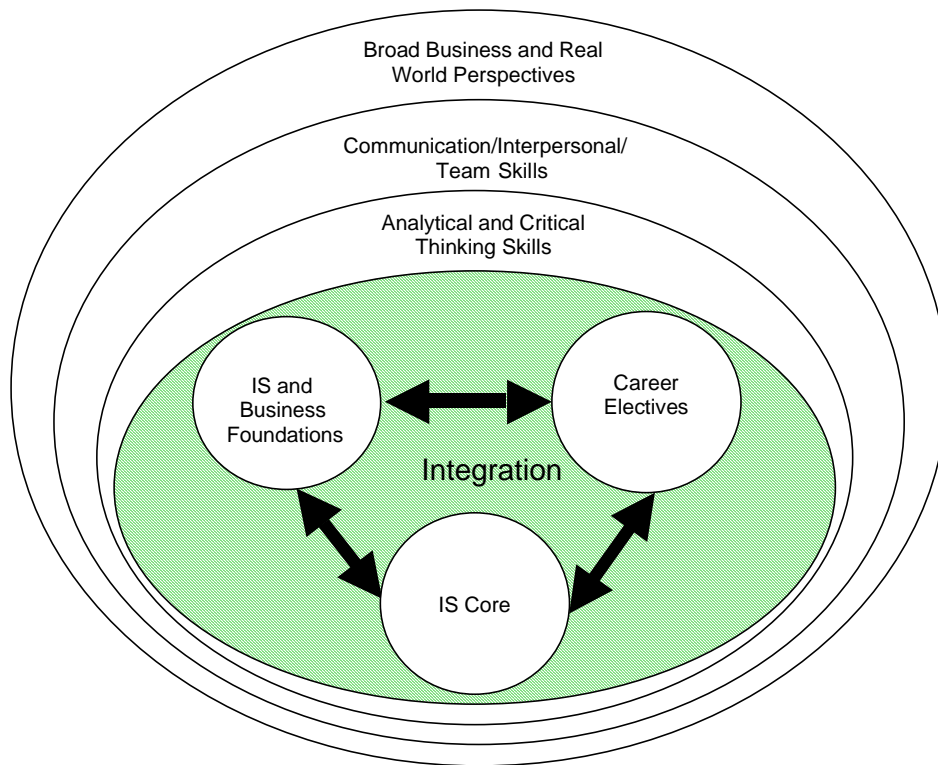 Broad Business and Real
World Perspectives
Communication/Interpersonal/
Team Skills
Analytical and Critical
Thinking Skills
IS and
Business
Foundations
Career
Electives
Integration
IS Core